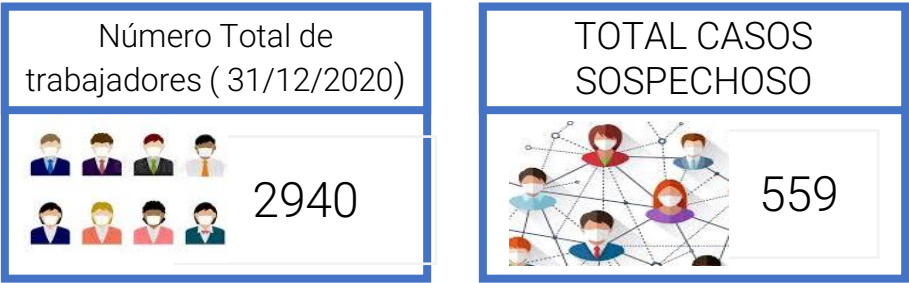 Número Total de
trabajadores ( 31/12/2020)
2940
TOTAL CASOS
SOSPECHOSO
559